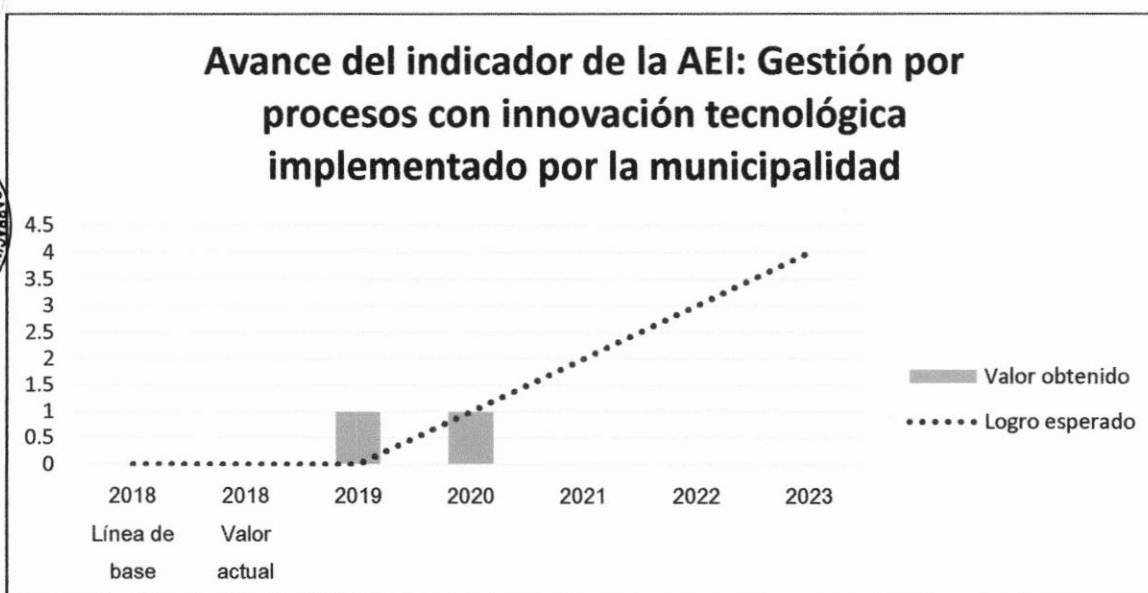 Avance del indicador de la AEI: Gestión por
procesos con innovación tecnológica
implementado por la municipalidad
4.5
4
3.5
3
2.5
2
1.5
1
0.5
0
2018 2018 2019 2020 2021 2022 2023
Línea de Valor
base actual
Valor obtenido
Logro esperado